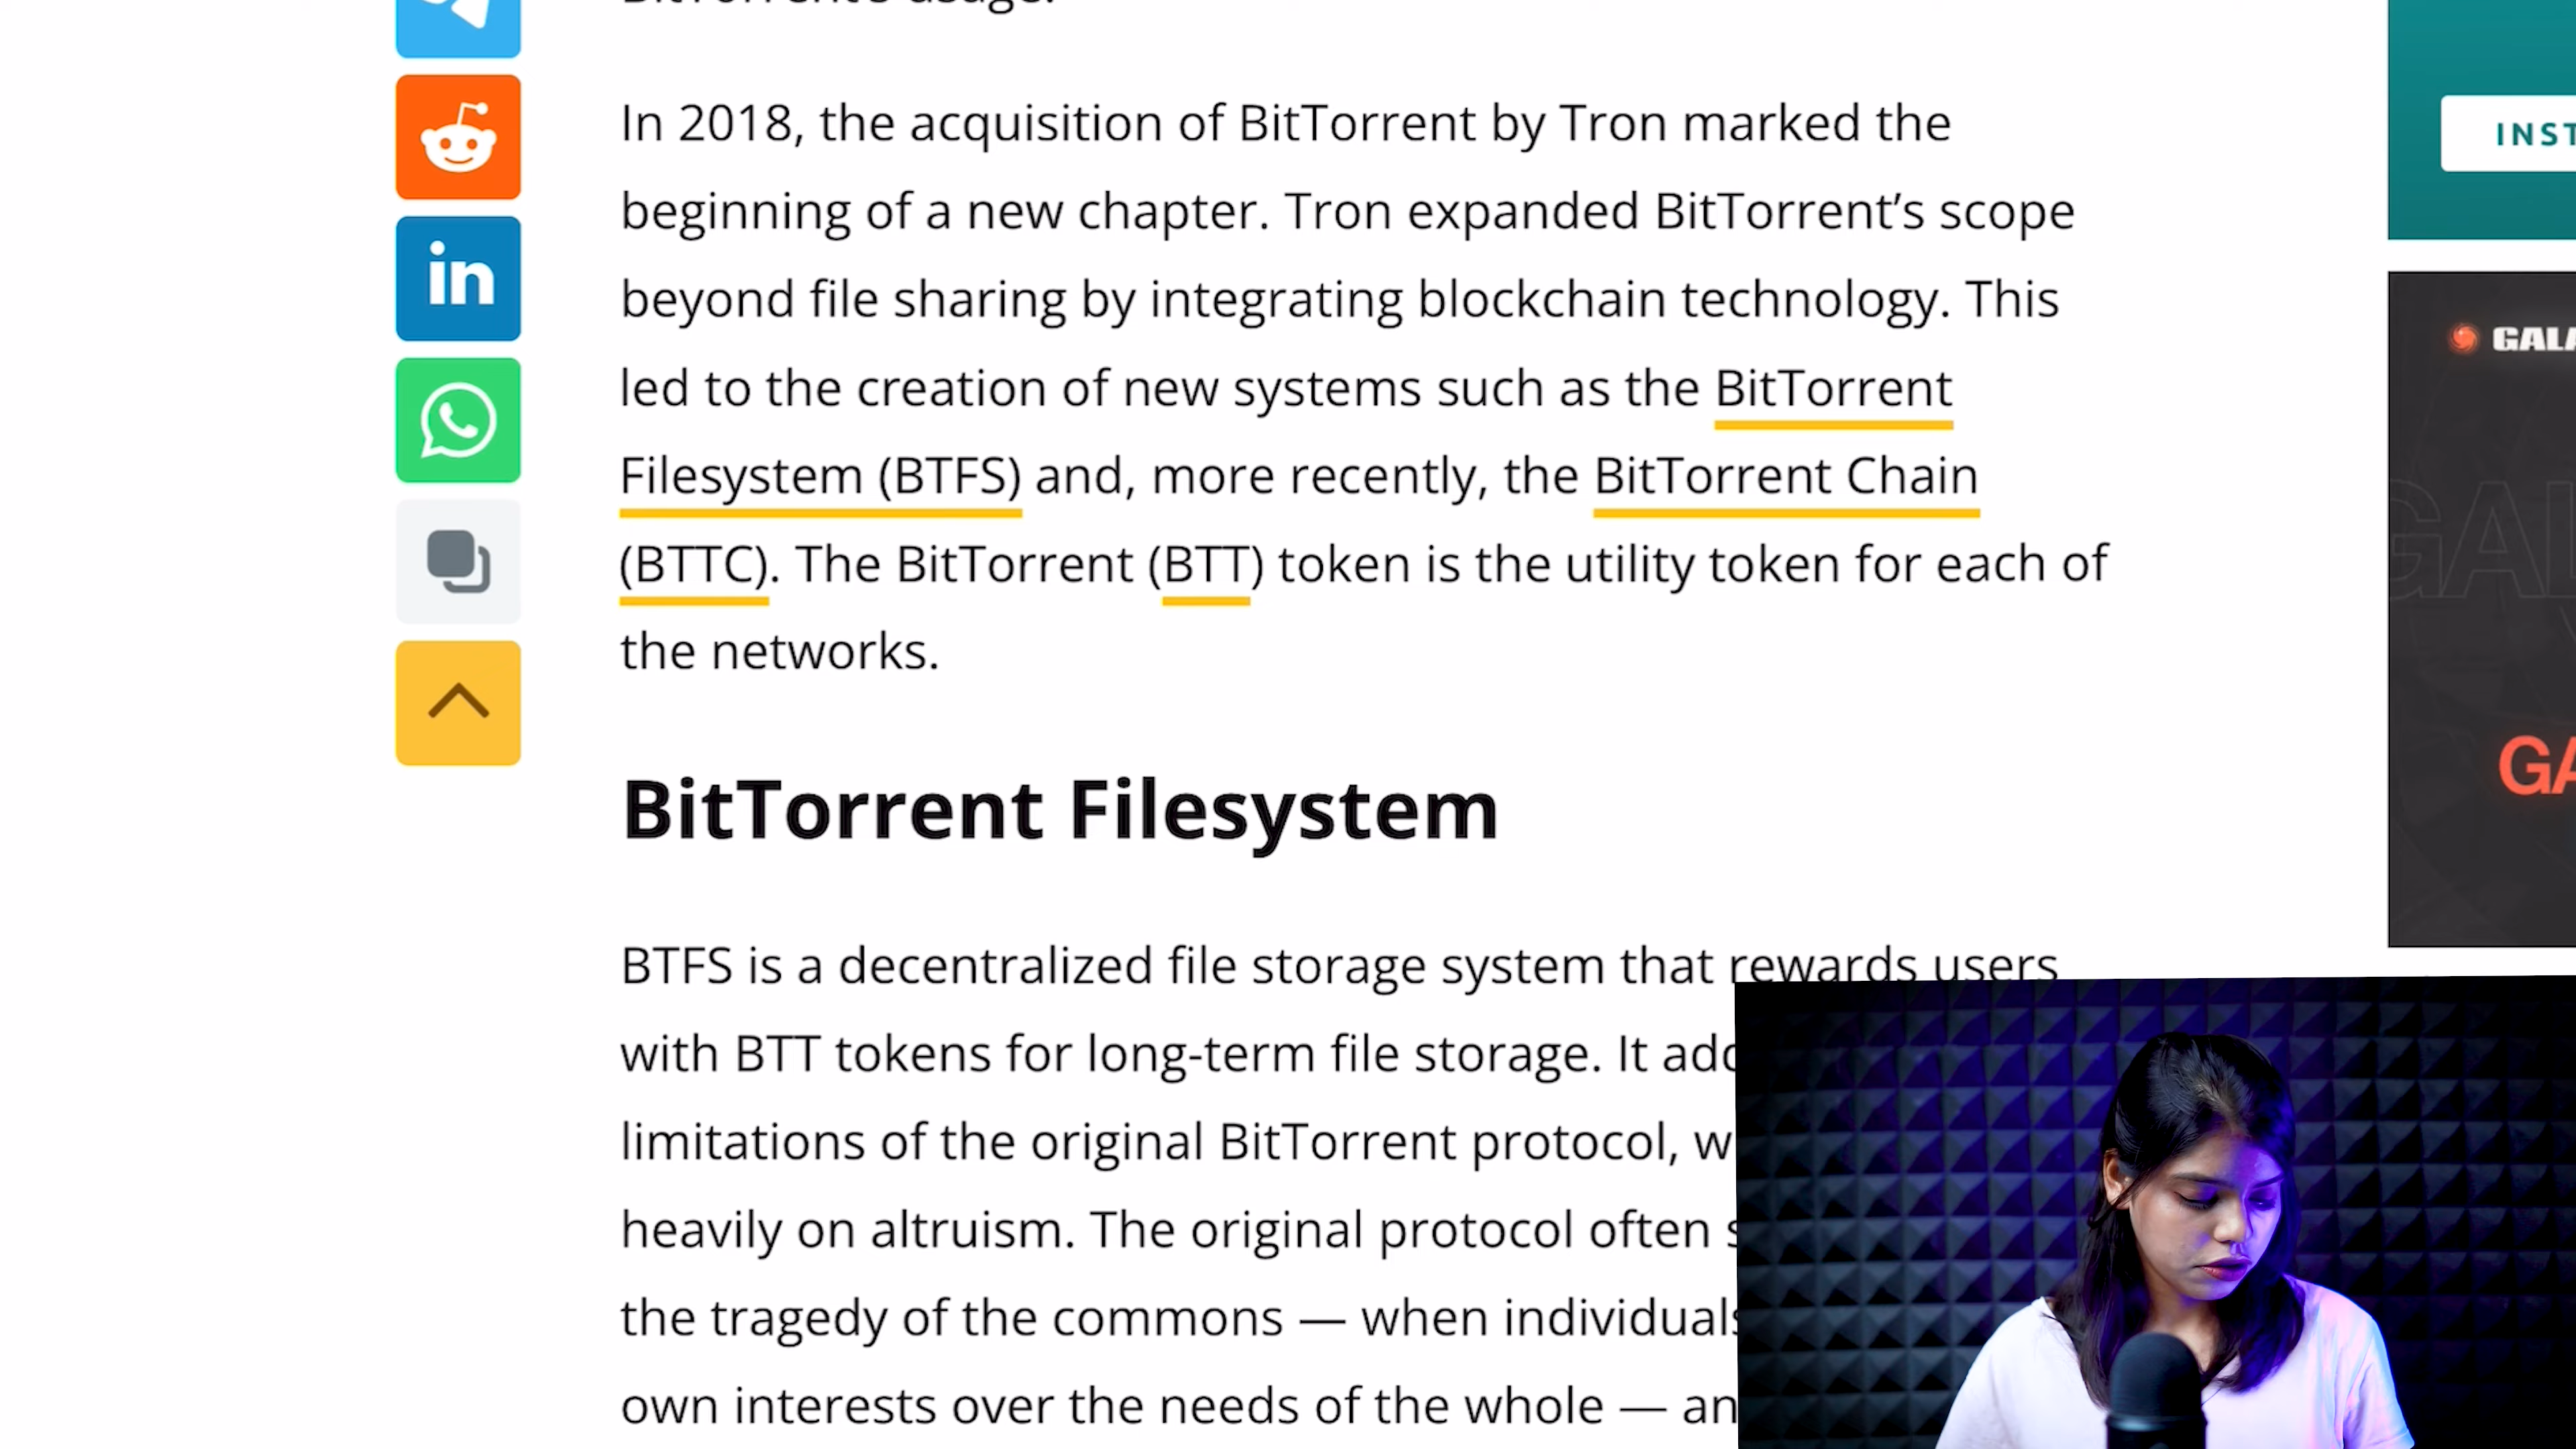 In 2018, the acquisition of BitTorrent by Tron marked the
beginning of a new chapter. Tron expanded BitTorrent’s scope
beyond file sharing by integrating blockchain technology. This
led to the creation of new systems such as the BitTorrent
Filesystem (BTFS) and, more recently, the BitTorrent Chain
(BTTC). The BitTorrent (BTT) token is the utility token for each of
the networks.
BitTorrent Filesystem
BTFS is a decentralized file storage system that rewards users
with BTT tokens for long-term file storage. It
limitations of the original BitTorrent protocol,
heavily on altruism. The original protocol often
the tragedy of the commons — when individuals
own interests over the needs of the whole —
in